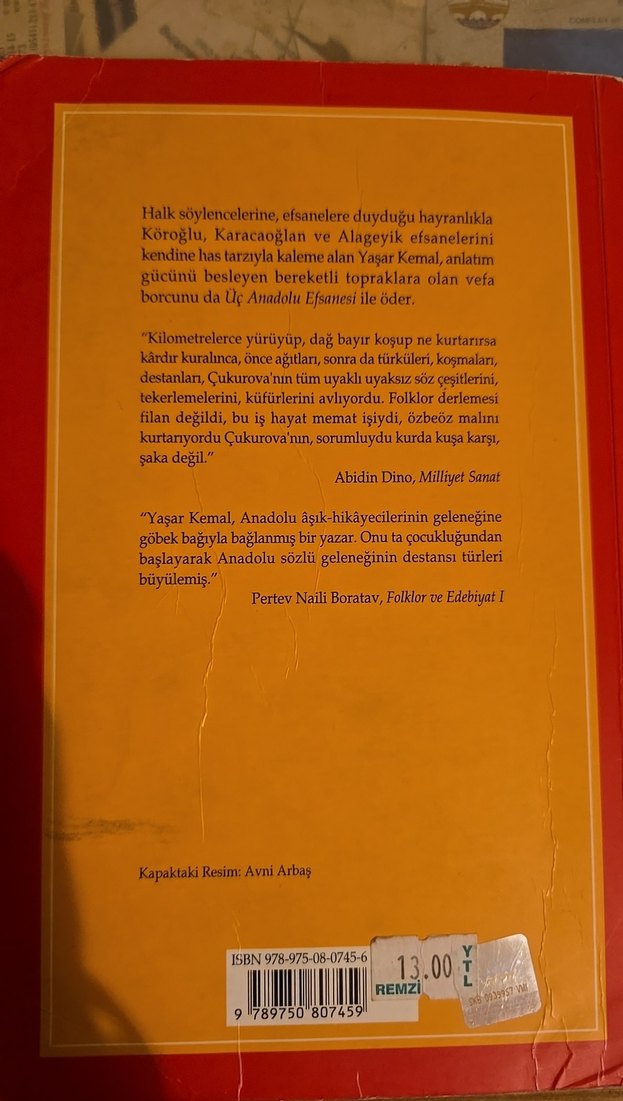 Halk söylencelerine, efsanelere duyduğu hayranlıkla
Köroğlu, Karacaoğlan ve Alageyik efsanelerini
kendine has tarzıyla kaleme alan Yaşar Kemal, anlatım
gücünü besleyen bereketli topraklara olan vefa
borcunu da Üç Anadolu Efsanesi ile öder.
"Kilometrelerce yürüyüp, dağ bayır koşup ne kurtarırsa
kârdır kuralınca, önce ağıtları, sonra da türküleri, koşmaları,
destanları, Çukurova'nın tüm uyaklı uyaksız söz çeşitlerini,
tekerlemelerini, küfürlerini avlıyordu. Folklor derlemesi
filan değildi, bu iş hayat memat işiydi, özbeöz malını
kurtarıyordu Çukurova'nın, sorumluydu kurda kuşa karşı,
şaka değil."
Abidin Dino, Milliyet Sanat
"Yaşar Kemal, Anadolu âşık-hikâyecilerinin geleneğine
göbek bağıyla bağlanmış bir yazar. Onu ta çocukluğundan
başlayarak Anadolu sözlü geleneğinin destansı türleri
büyülemiş."
Pertev Naili Boratav, Folklor ve Edebiyat I
Kapaktaki Resim: Avni Arbaş
ISBN 978-975-08-0745-6
9 789750 807459
13.00 YTL
REMZİ